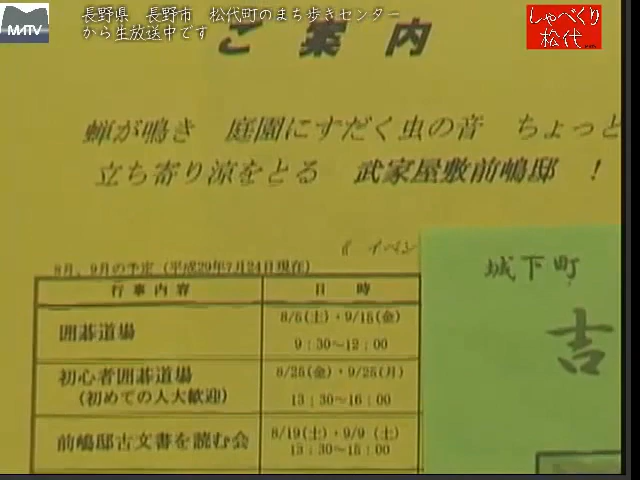 MATV
長野県 長野市 松代町のまち歩きセンター
から生放送中です
しゃべくり
松代
ご案内
蝉が鳴き 庭園にすだく虫の音 ちょっと
立ち寄り涼をとる 武家屋敷前嶋邸 !
イベン
8月、9月の予定(平成29年7月24日現在)
行事内容 日時
囲碁道場 8/5(土)・9/15(金)
9:30~12:00
初心者囲碁道場 8/25(金)・9/25(月)
(初めての人大歓迎) 13:30~16:00
前嶋邸古文書を読む会 8/19(土)・9/9(土)
13:30~15:00
城下町
吉